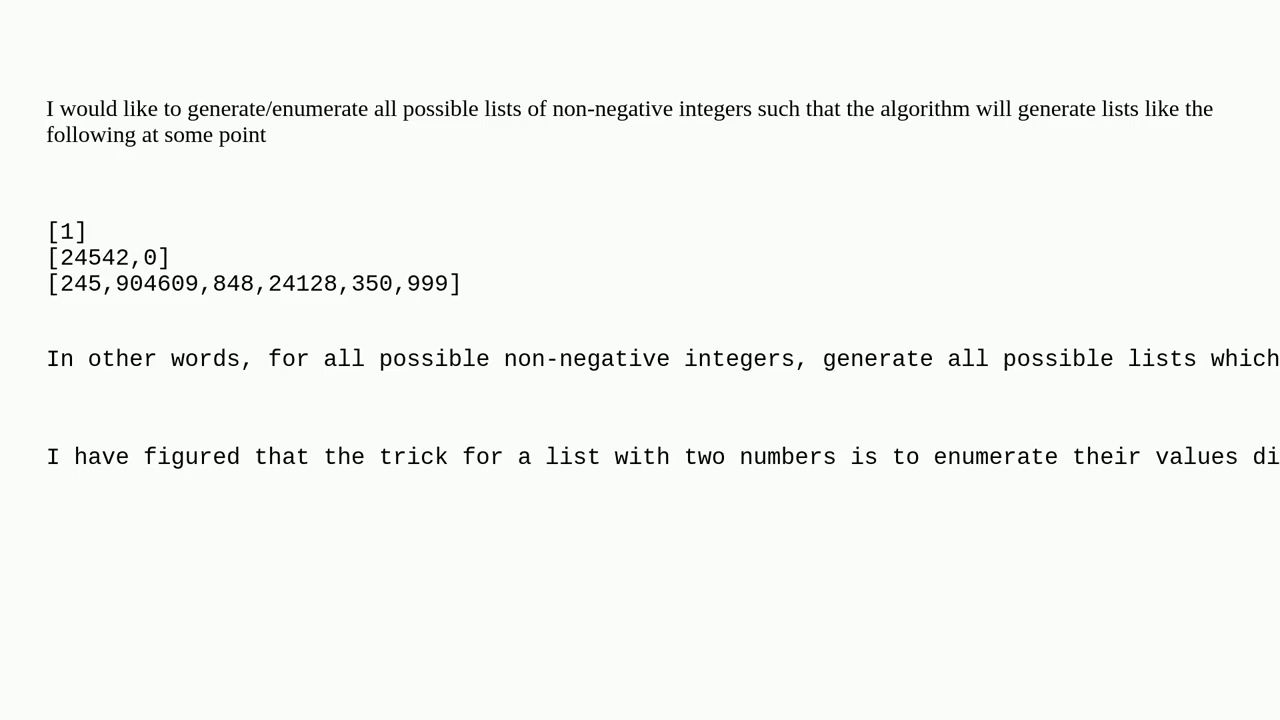 I would like to generate/enumerate all possible lists of non-negative integers such that the algorithm will generate lists like the
following at some point
[1]
[24542,0]
[245,904609,848,24128,350,999]
In other words, for all possible non-negative integers, generate all possible lists which
I have figured that the trick for a list with two numbers is to enumerate their values di